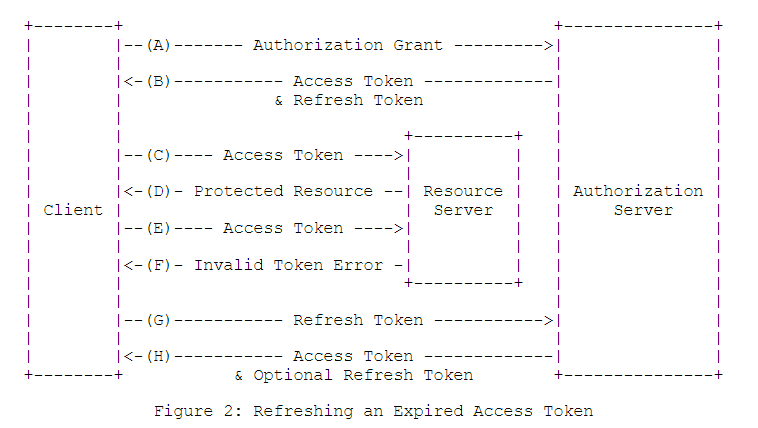 +--------+                                           +---------------+
|        |--(A)------- Authorization Grant --------->|               |
|        |                                           |               |
|        |<-(B)----------- Access Token -------------|               |
|        |               & Refresh Token             |               |
|        |                                           |               |
|        |                            +----------+   |               |
|        |--(C)---- Access Token ---->|          |   |               |
|        |                            |          |   |               |
|        |<-(D)- Protected Resource --| Resource |   | Authorization |
| Client |                            |  Server  |   |     Server    |
|        |--(E)---- Access Token ---->|          |   |               |
|        |                            |          |   |               |
|        |<-(F)- Invalid Token Error -|          |   |               |
|        |                            +----------+   |               |
|        |                                           |               |
|        |--(G)----------- Refresh Token ----------->|               |
|        |                                           |               |
|        |<-(H)----------- Access Token -------------|               |
+--------+           & Optional Refresh Token        +---------------+
Figure 2: Refreshing an Expired Access Token